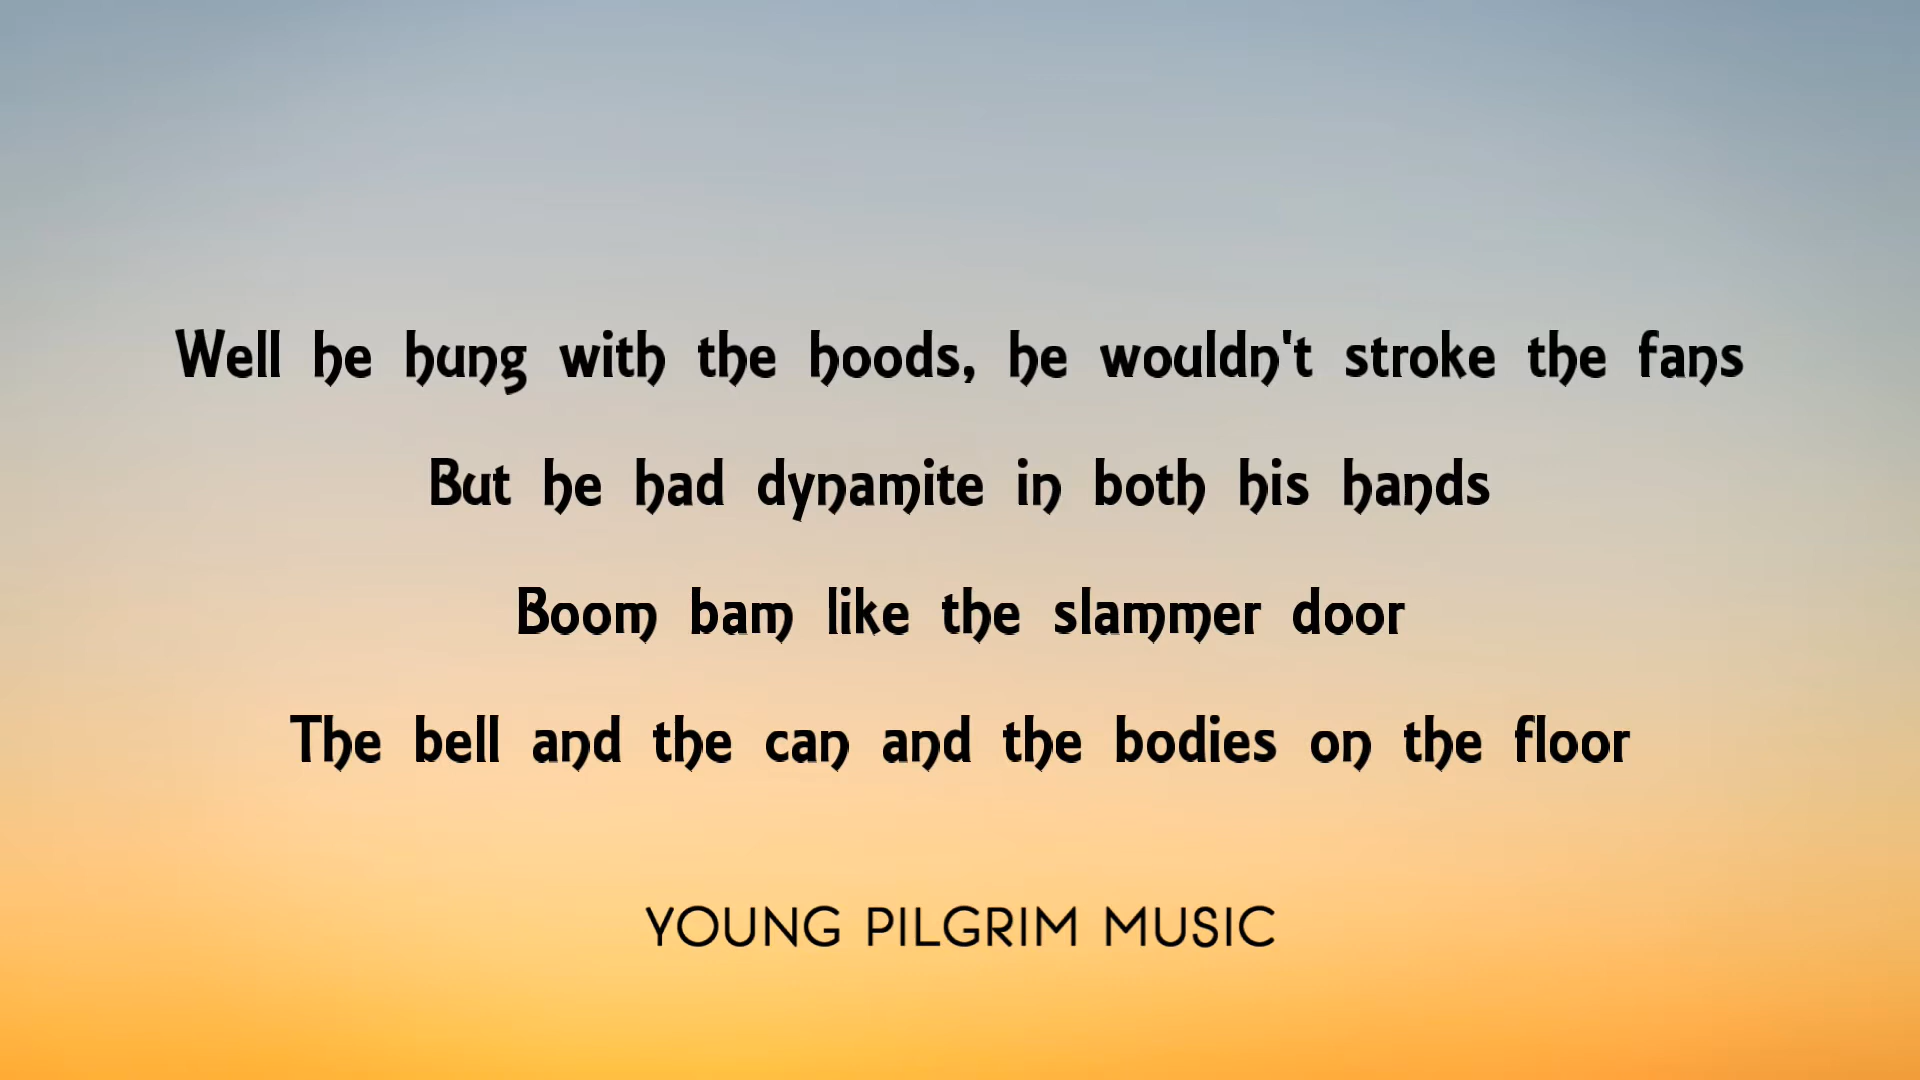 Well he hung with the hoods, he wouldn't stroke the fans
But he had dynamite in both his hands
Boom bam like the slammer door
The bell and the can and the bodies on the floor
YOUNG PILGRIM MUSIC